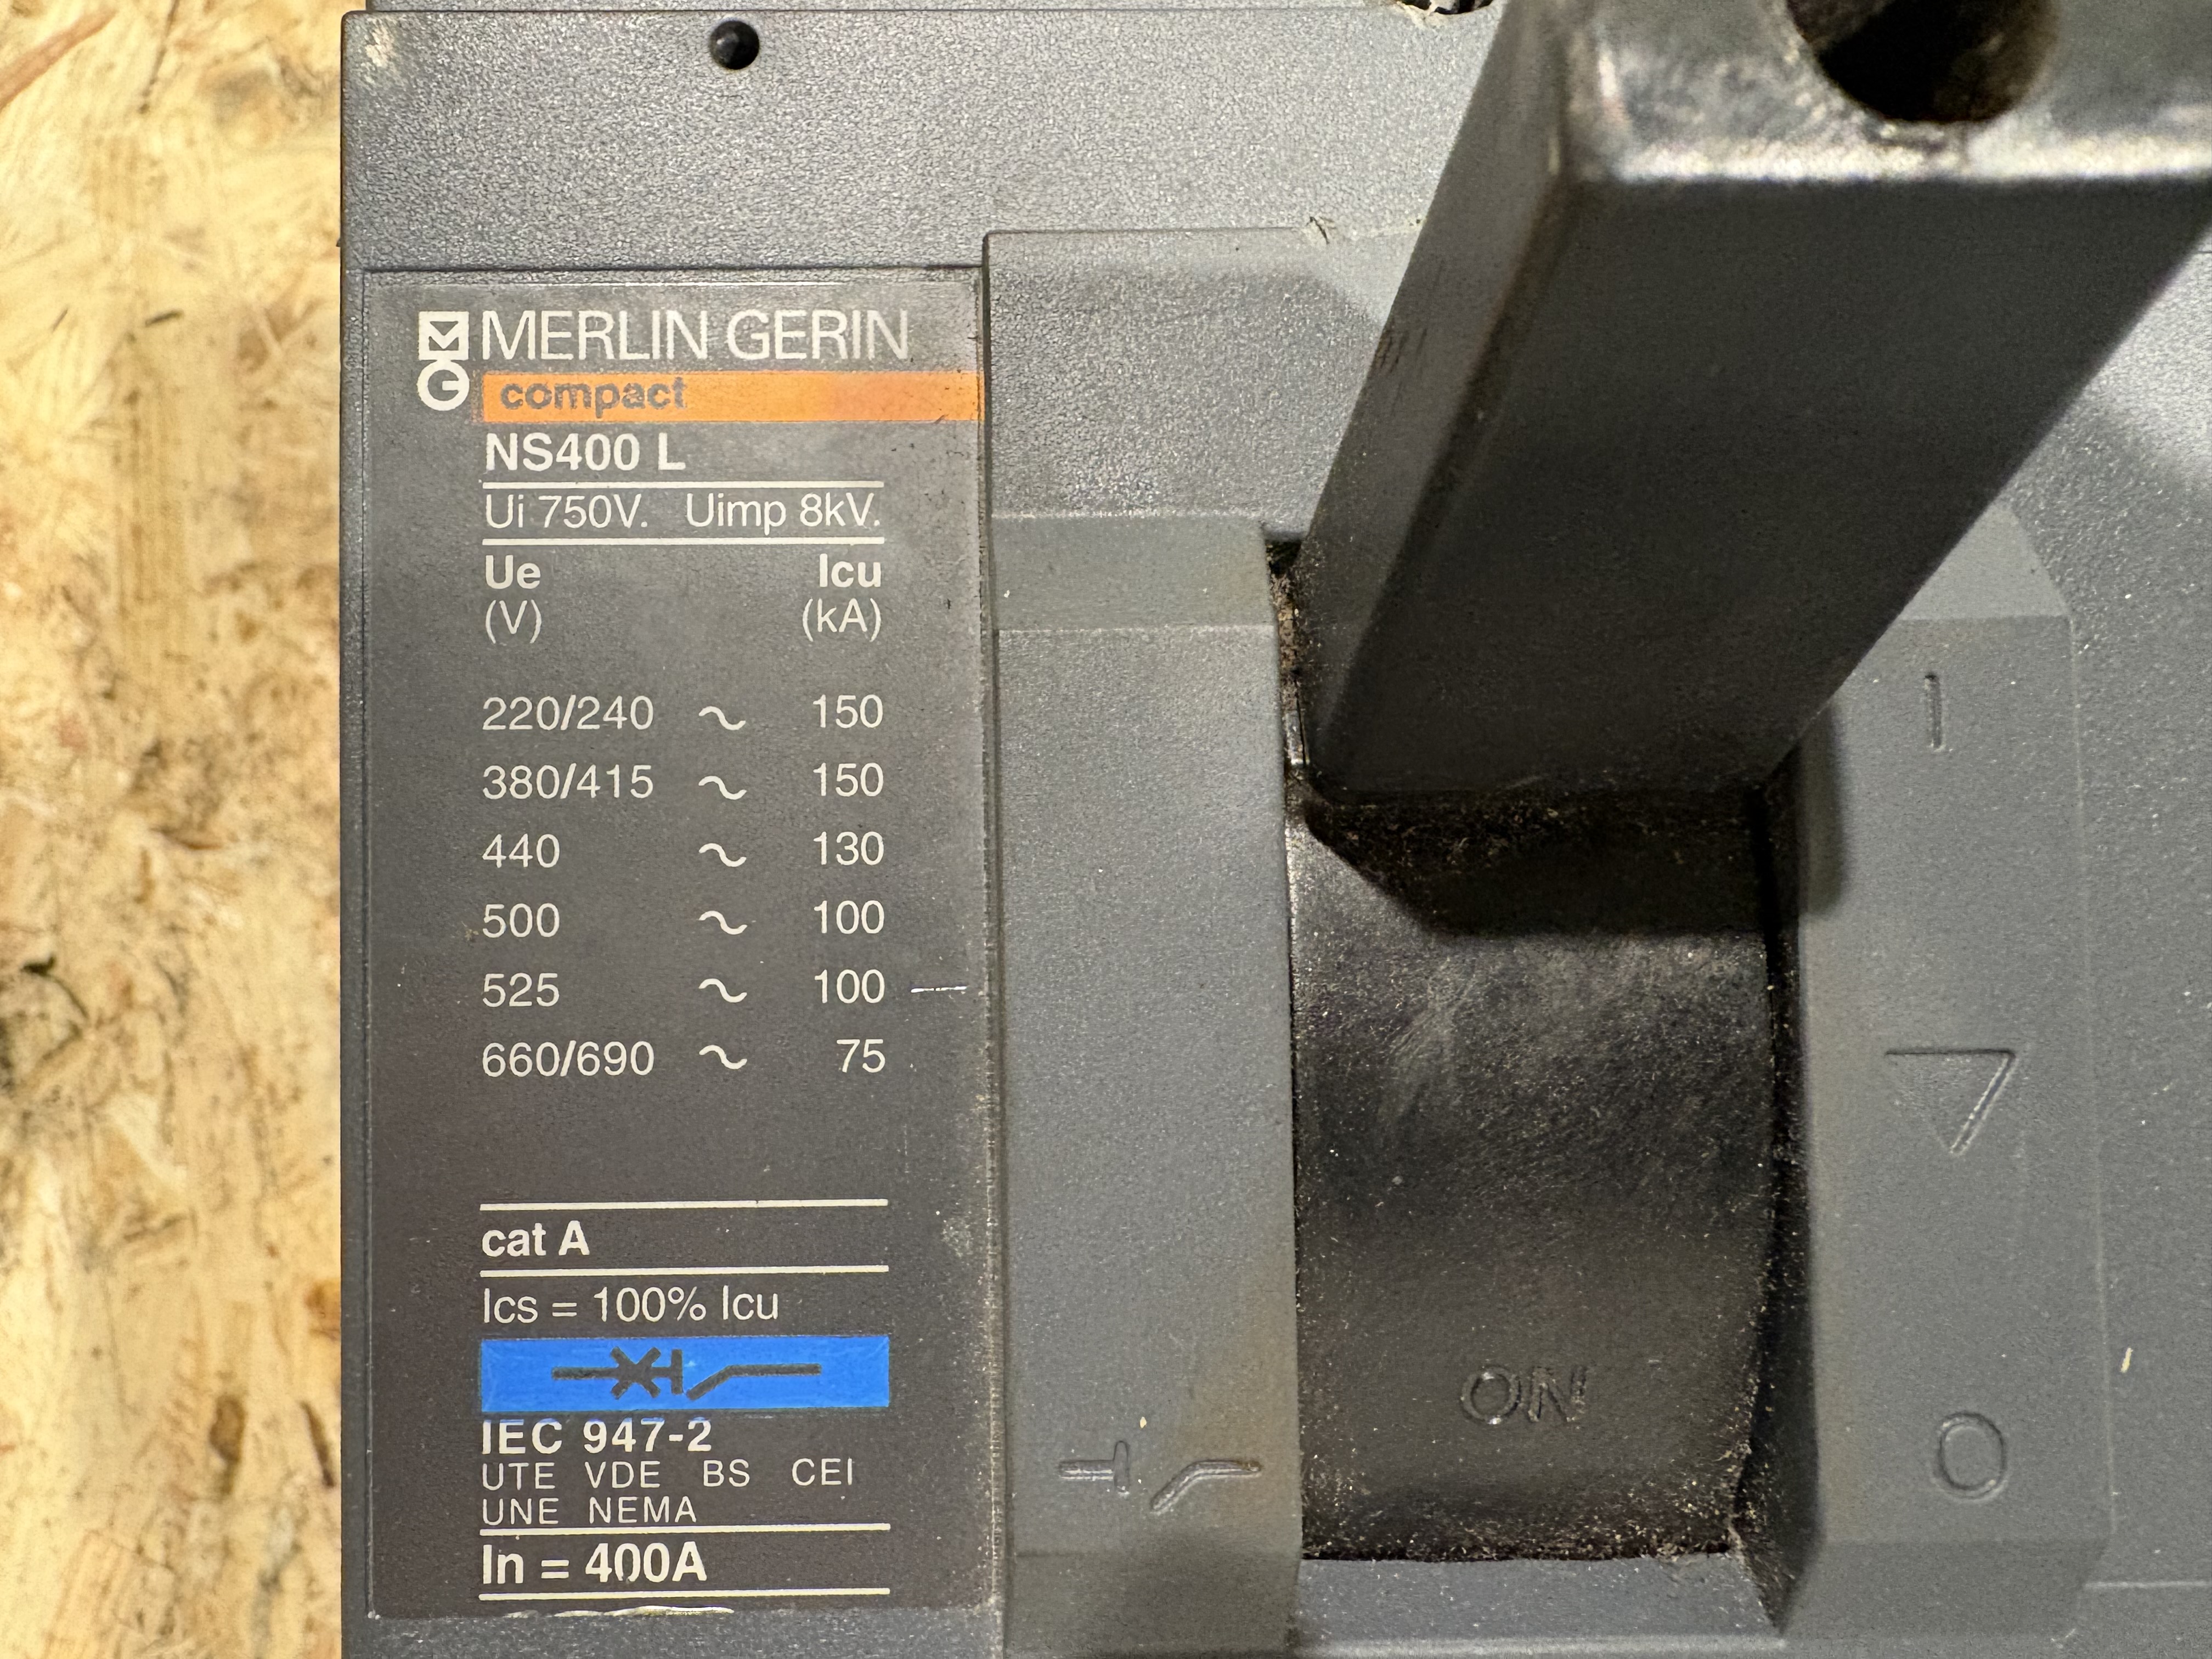 MG MERLIN GERIN
compact
NS400 L
Ui 750V. Uimp 8kV.
Ue Icu
(V) (kA)
220/240 ~ 150
380/415 ~ 150
440 ~ 130
500 ~ 100
525 ~ 100
660/690 ~ 75
cat A
Ics = 100% Icu
IEC 947-2
UTE VDE BS CEI
UNE NEMA
In = 400A
I
ON
O